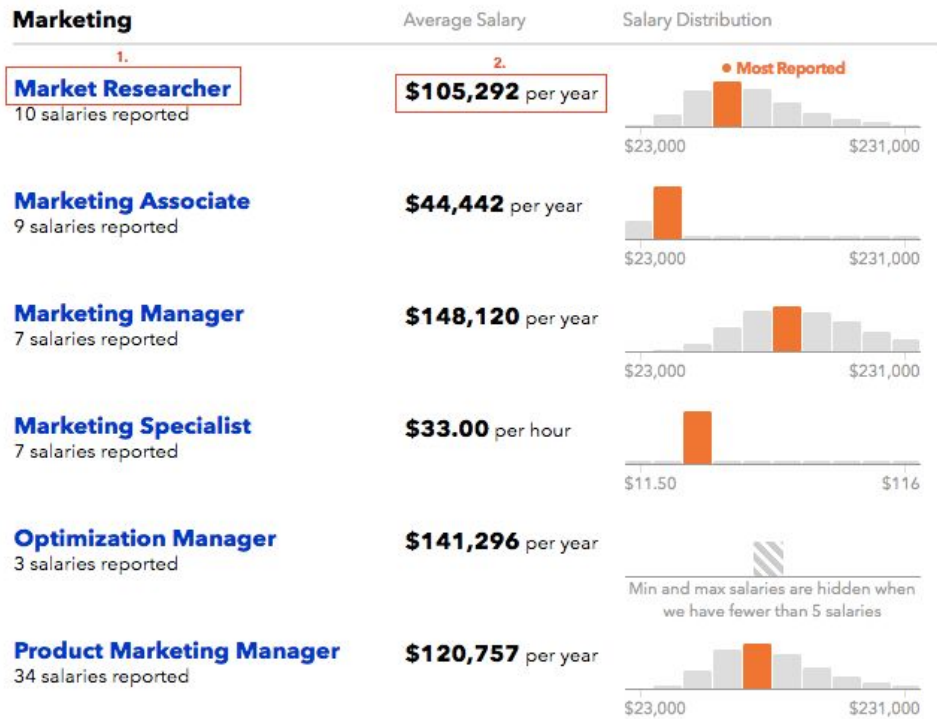 Marketing Average Salary Salary Distribution
1. 2.
• Most Reported
Market Researcher $105,292 per year
10 salaries reported
$23,000 $231,000
Marketing Associate $44,442 per year
9 salaries reported
$23,000 $231,000
Marketing Manager $148,120 per year
7 salaries reported
$23,000 $231,000
Marketing Specialist $33.00 per hour
7 salaries reported
$11.50 $116
Optimization Manager $141,296 per year
3 salaries reported
Min and max salaries are hidden when
we have fewer than 5 salaries
Product Marketing Manager $120,757 per year
34 salaries reported
$23,000 $231,000